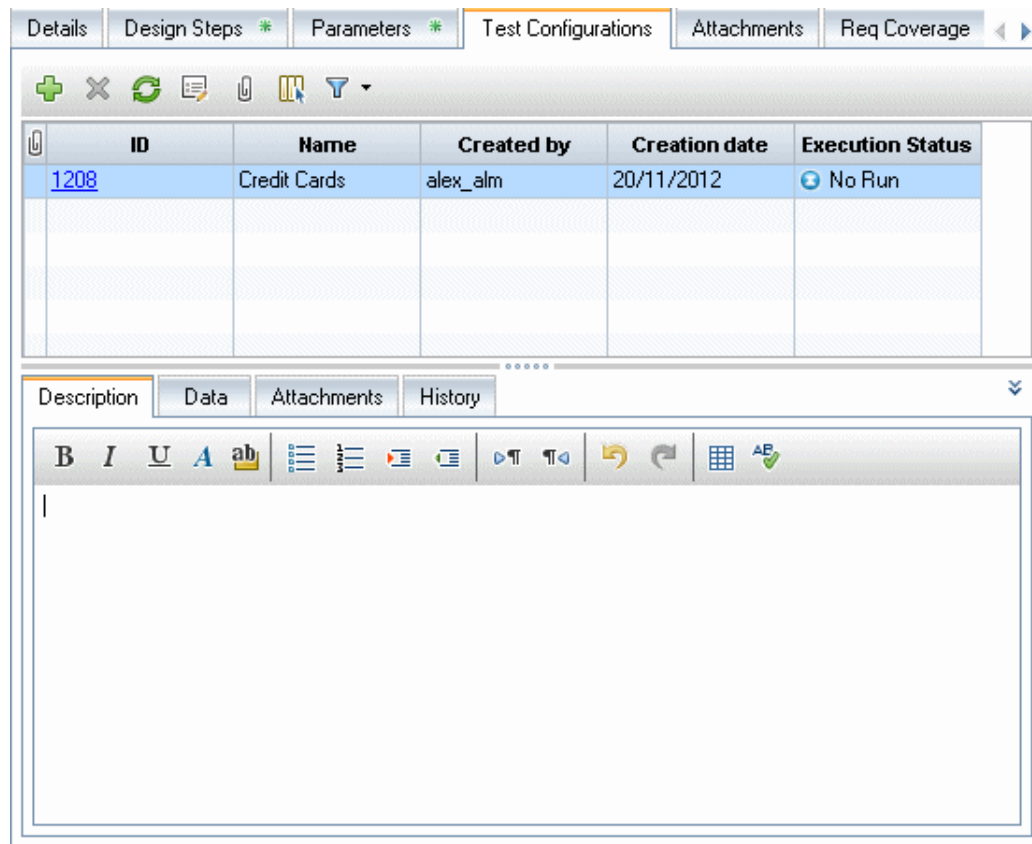 Details Design Steps * Parameters * Test Configurations Attachments Req Coverage
ID Name Created by Creation date Execution Status
1208 Credit Cards alex_alm 20/11/2012 No Run
Description Data Attachments History
B I U A ab